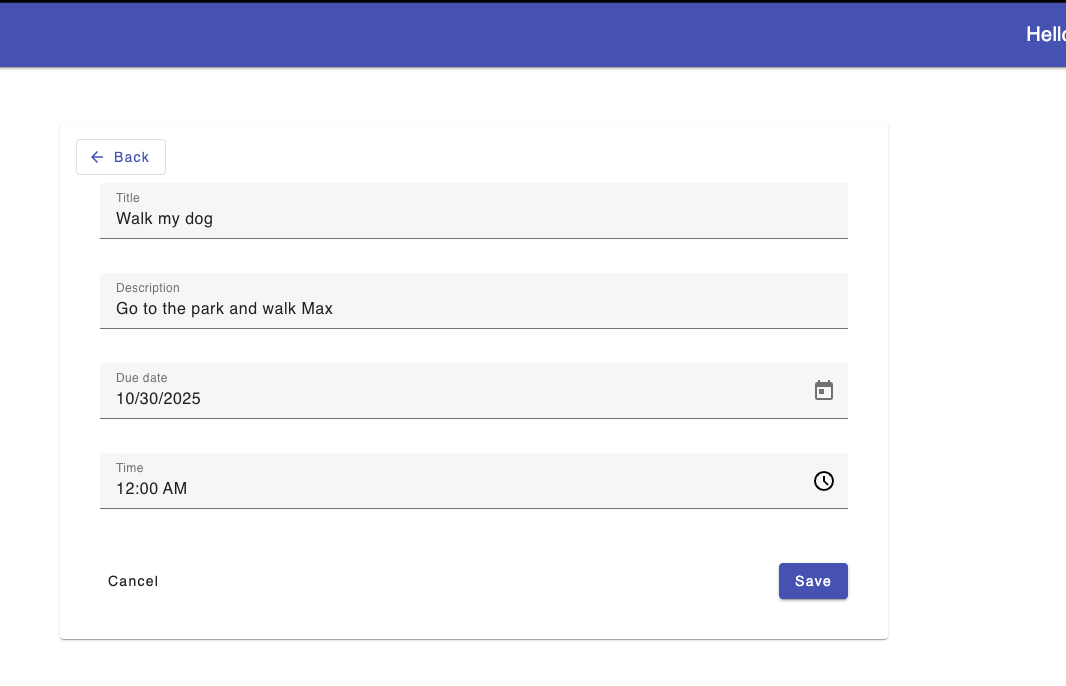 Hello
Back
Title
Walk my dog
Description
Go to the park and walk Max
Due date
10/30/2025
Time
12:00 AM
Cancel
Save